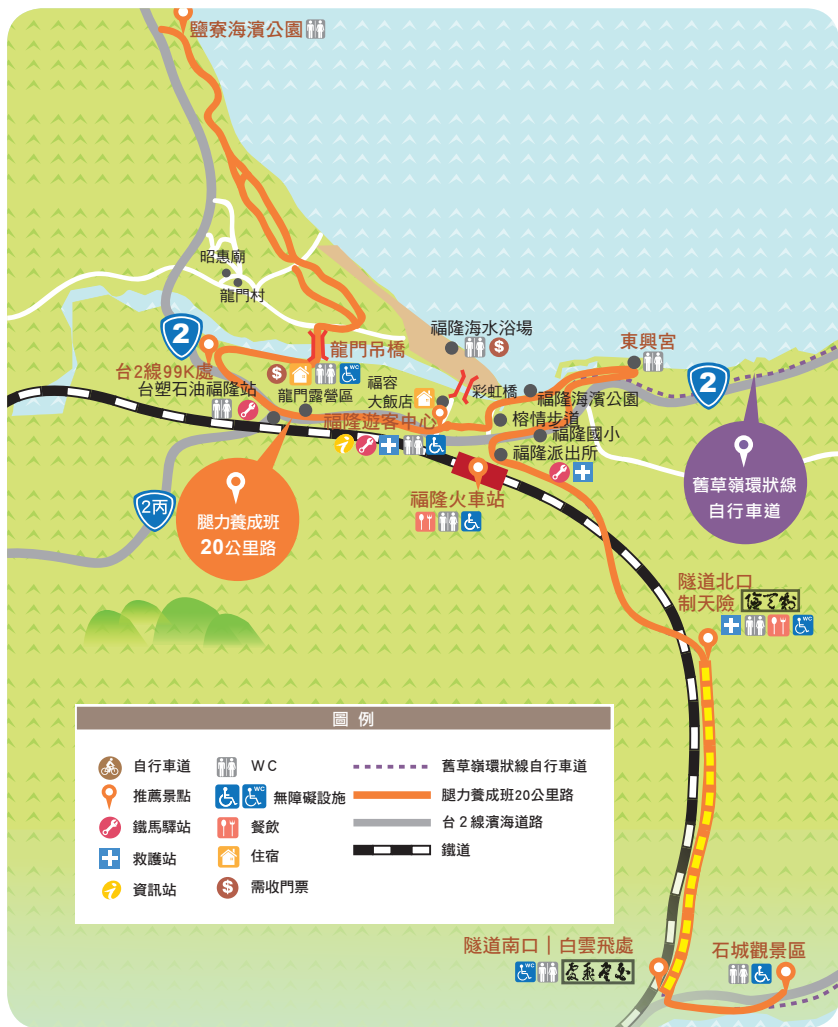 鹽寮海濱公園
昭惠廟
龍門村
2
龍門吊橋
福隆海水浴場
$
東興宮
台2線99K處
台塑石油福隆站
$
WC
龍門露營區
福容
大飯店
彩虹橋
2
福隆海濱公園
福隆遊客中心
榕情步道
福隆國小
福隆派出所
i
舊草嶺環狀線
自行車道
福隆火車站
2丙
腿力養成班
20公里路
隧道北口
制天險
WC
圖 例
自行車道
WC
舊草嶺環狀線自行車道
推薦景點
WC
無障礙設施
腿力養成班20公里路
鐵馬驛站
餐飲
台2線濱海道路
救護站
住宿
鐵道
i
資訊站
$
需收門票
隧道南口｜白雲飛處
WC
石城觀景區